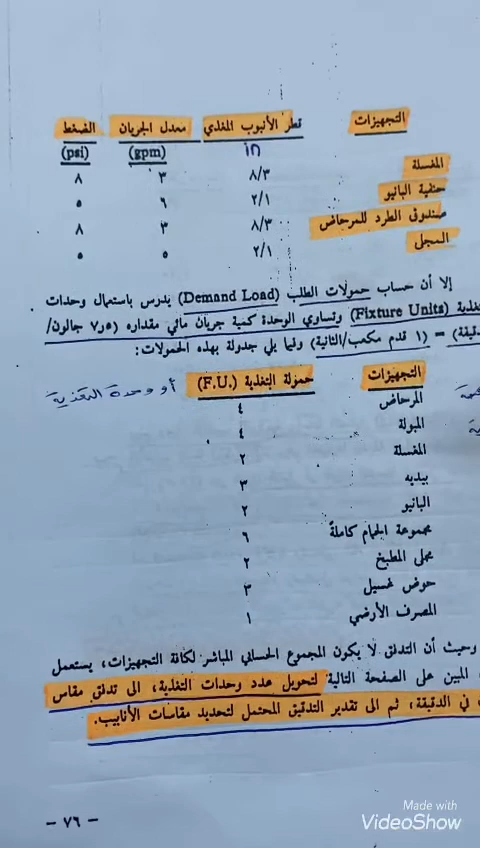 التجهيزات قطر الأنبوب المغذي معدل الجريان الضغط
in (gpm) (psi)
المغسلة ٨/٣ ٣ ٨
حنفية البانيو ٢/١ ٦ ٥
صندوق الطرد للمرحاض ٨/٣ ٣ ٨
المجل ٢/١ ٥ ٥
إلا أن حساب حمولات الطلب (Demand Load) يدرس باستعمال وحدات
(Fixture Units) وتساوي الوحدة كمية جريان مائي مقداره (٧٫٥ جالون/
دقيقة) = (١ قدم مكعب/الثانية) وفيما يلي جدولة بهذه الحمولات:
التجهيزات حمولة التغذية (F.U.) أو وحدة التغذية
المرحاض ٤
المبولة ٤
المغسلة ٢
بيديه ٣
البانيو ٢
مجموعة الحمام كاملة ٦
مجلى المطبخ ٢
حوض غسيل ٣
المصرف الأرضي ١
وحيث أن التدفق لا يكون المجموع الحسابي المباشر لكافة التجهيزات، يستعمل
المبين على الصفحة التالية لتحويل عدد وحدات التغذية، الى تدفق مقاس
في الدقيقة، ثم الى تقدير التدقيق المحتمل لتحديد مقاسات الأنابيب.
— ٧٦ —
Made with
VideoShow